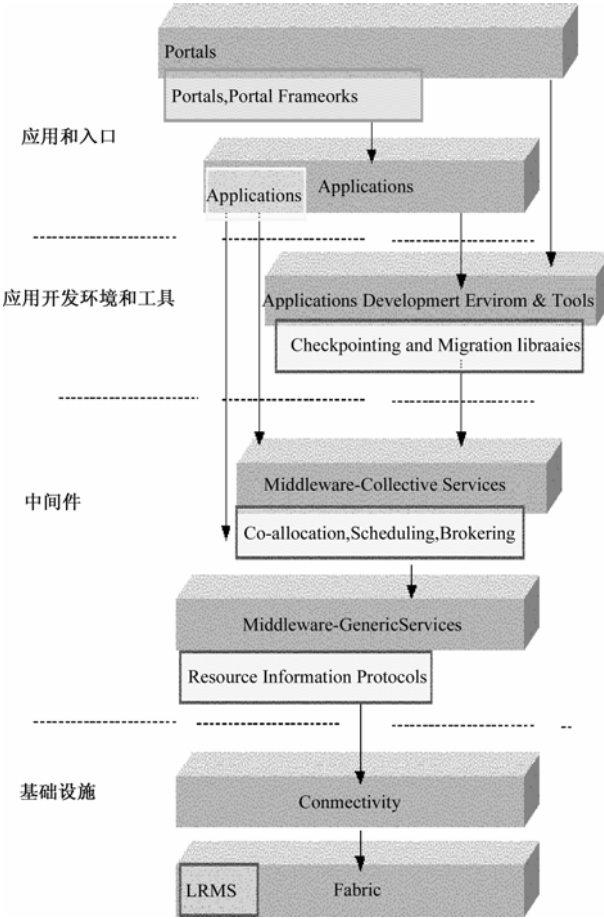 Portals
Portals,Portal Frameorks
应用和入口
Applications
Applications
应用开发环境和工具
Applications Developmert Ervirom & Tools
Checkpointing and Migration libraaies
Middleware-Collective Services
中间件
Co-allocation,Scheduling,Brokering
Middleware-GenericServices
Resource Information Protocols
基础设施
Conmectivity
LRMS
Fabric